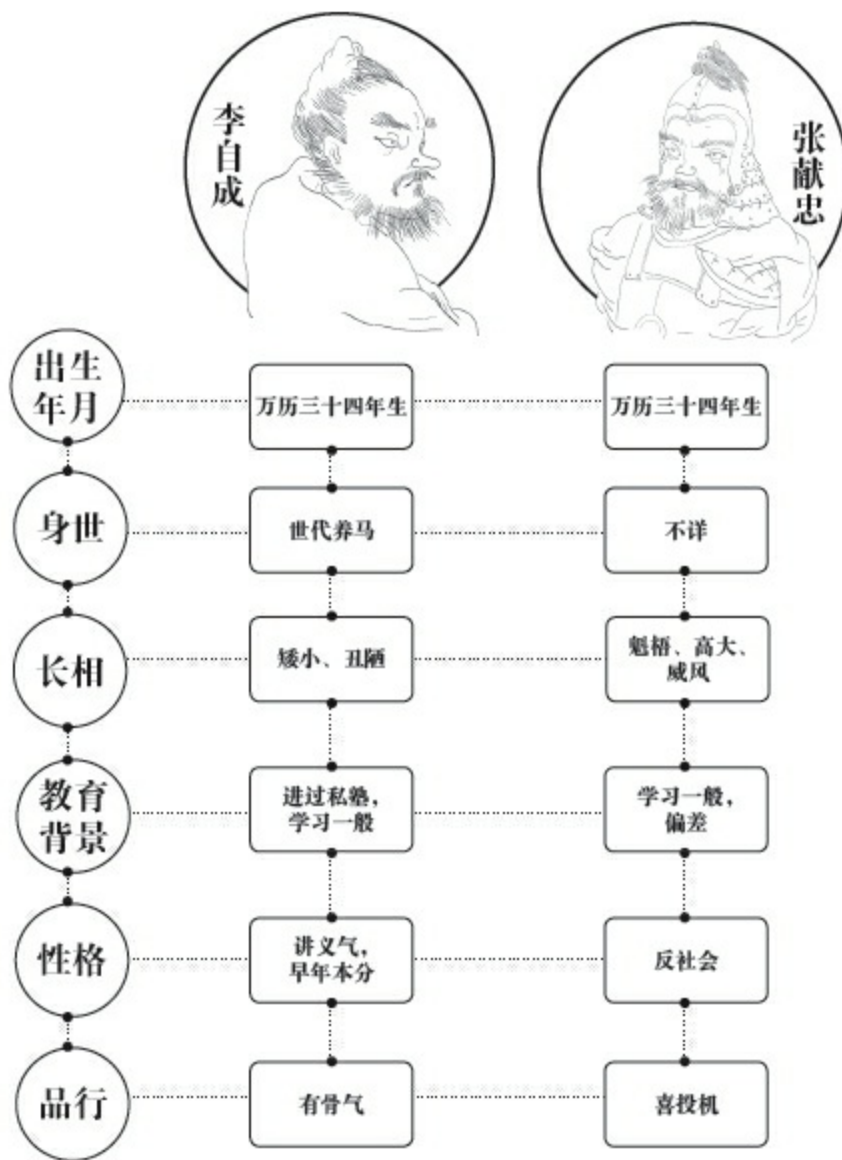 李自成
张献忠
出生
年月
万历三十四年生
万历三十四年生
身世
世代养马
不详
长相
矮小、丑陋
魁梧、高大、
威风
教育
背景
进过私塾，
学习一般
学习一般，
偏差
性格
讲义气，
早年本分
反社会
品行
有骨气
喜投机